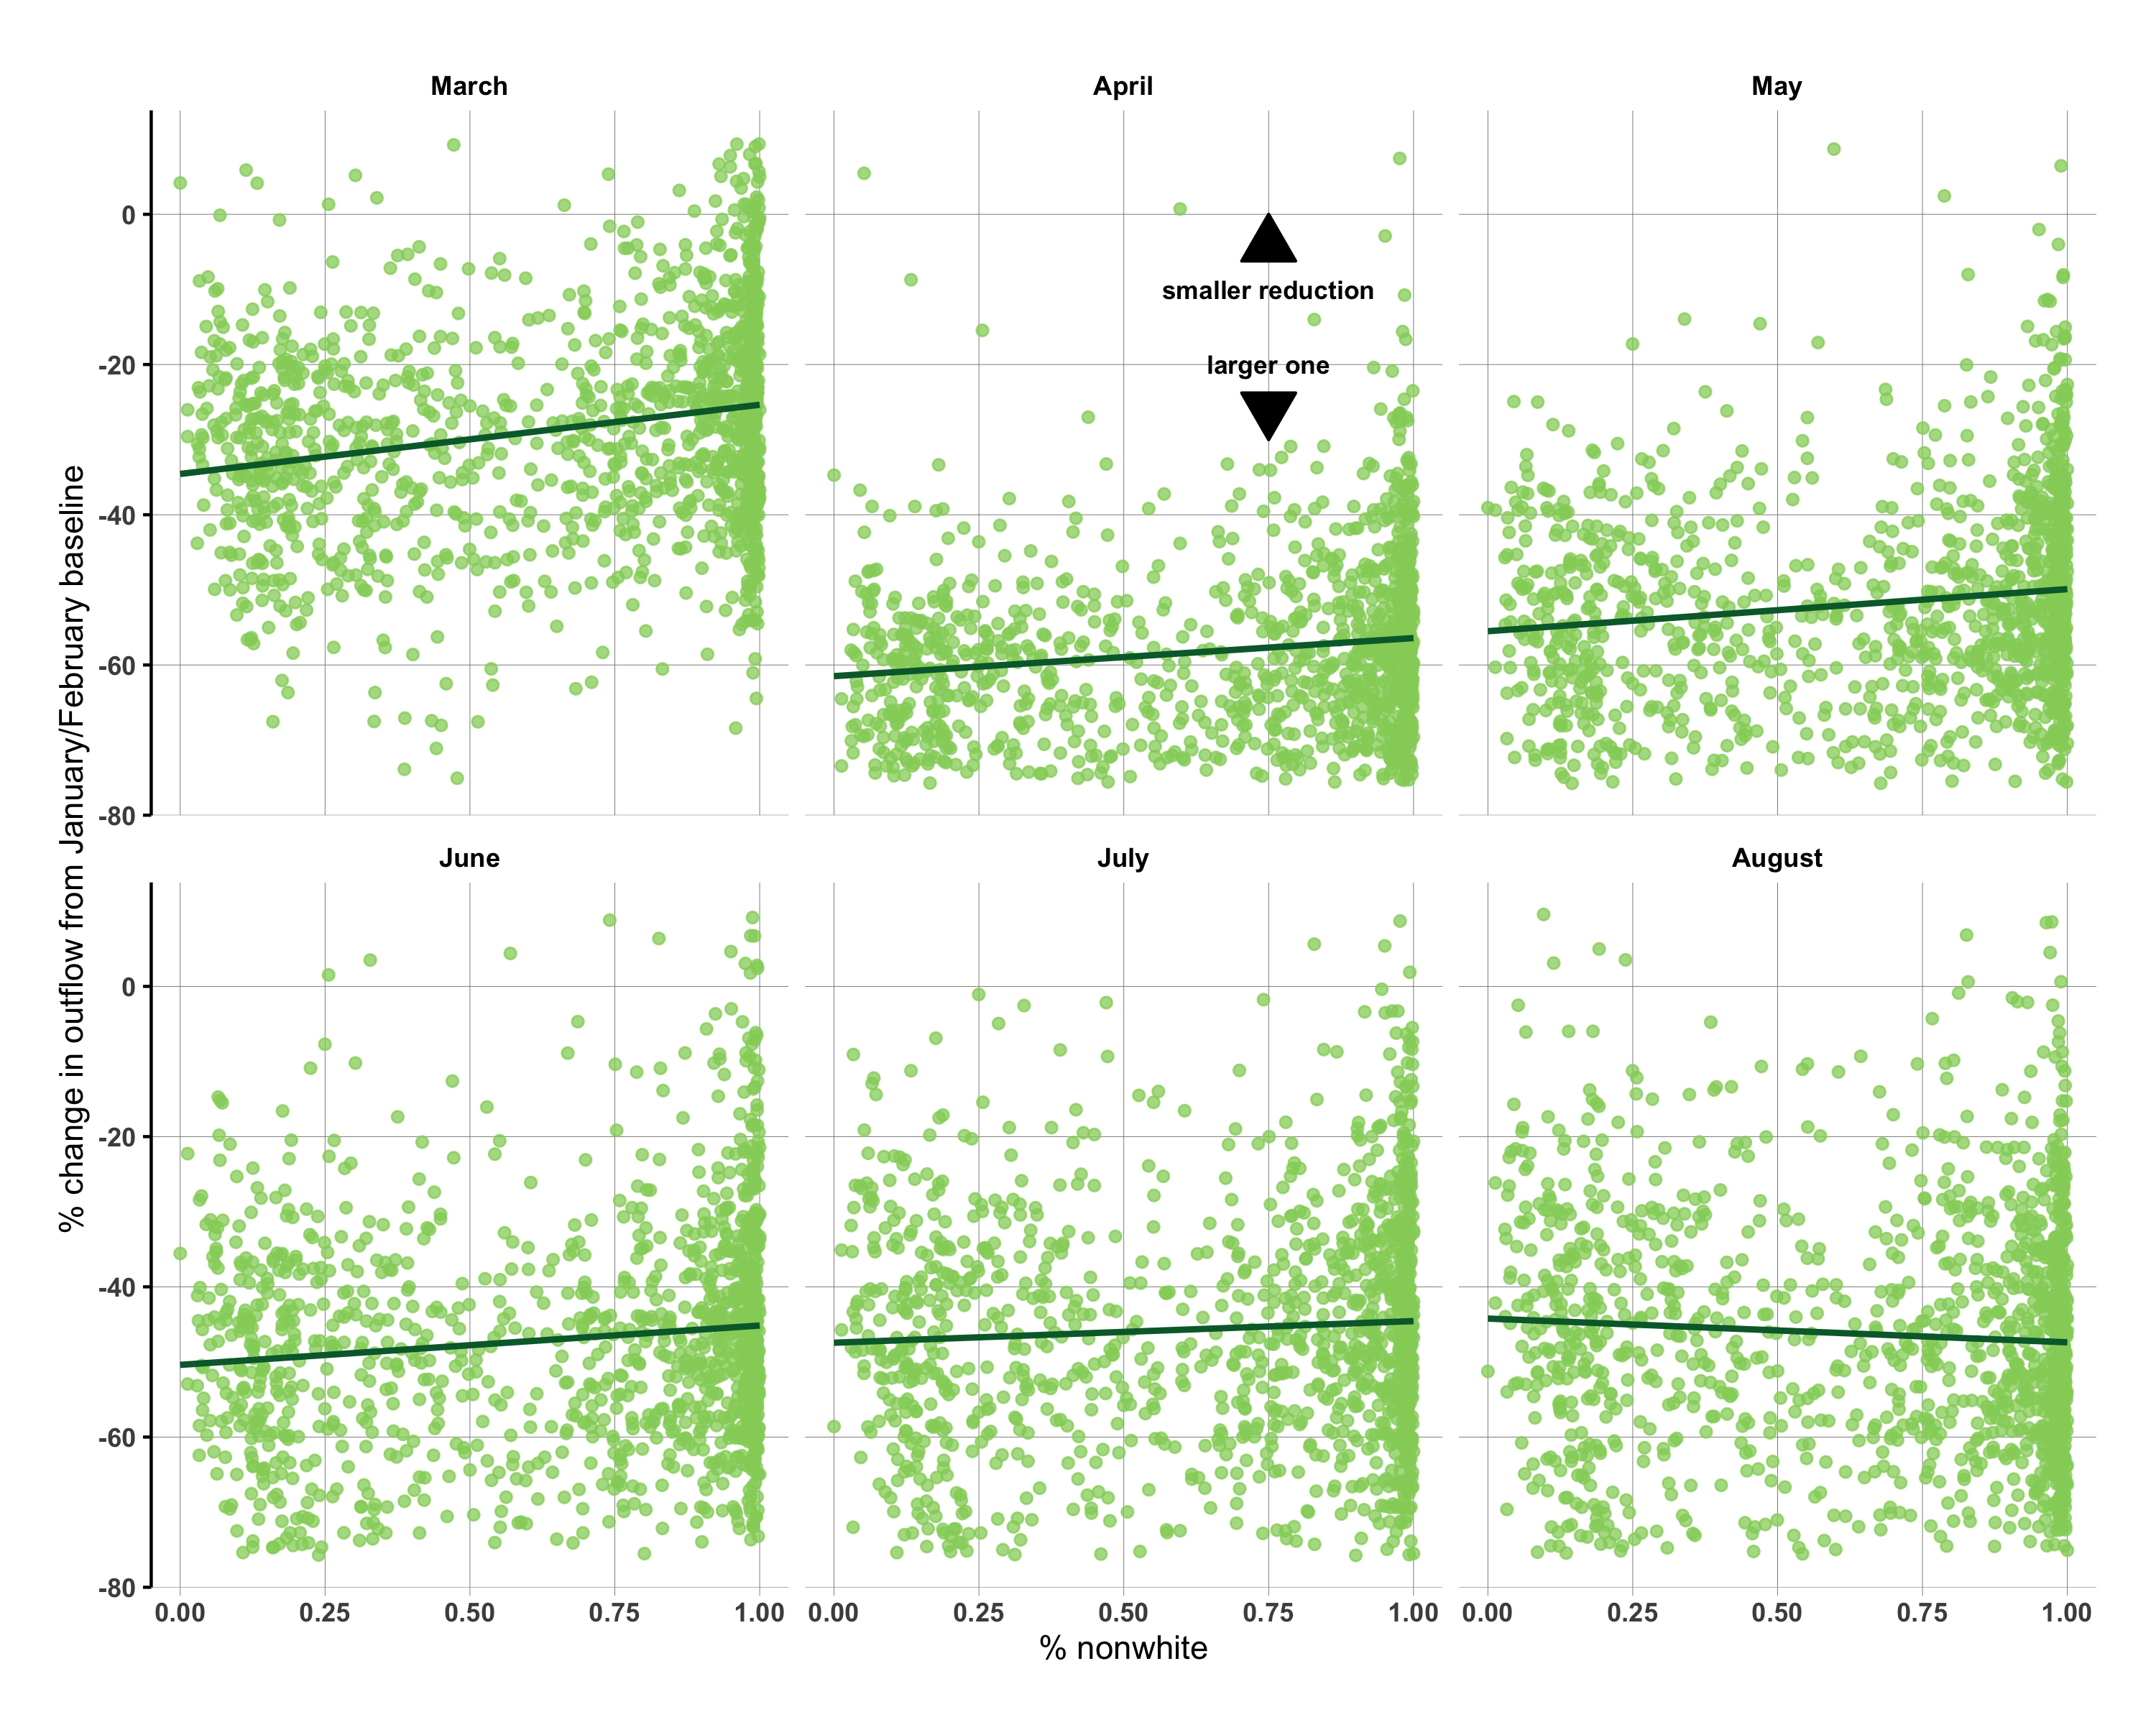 March
April
May
% change in outflow from January/February baseline
0
-20
-40
-60
-80
smaller reduction
larger one
June
July
August
0
-20
-40
-60
-80
0.00 0.25 0.50 0.75 1.00
0.00 0.25 0.50 0.75 1.00
0.00 0.25 0.50 0.75 1.00
% nonwhite